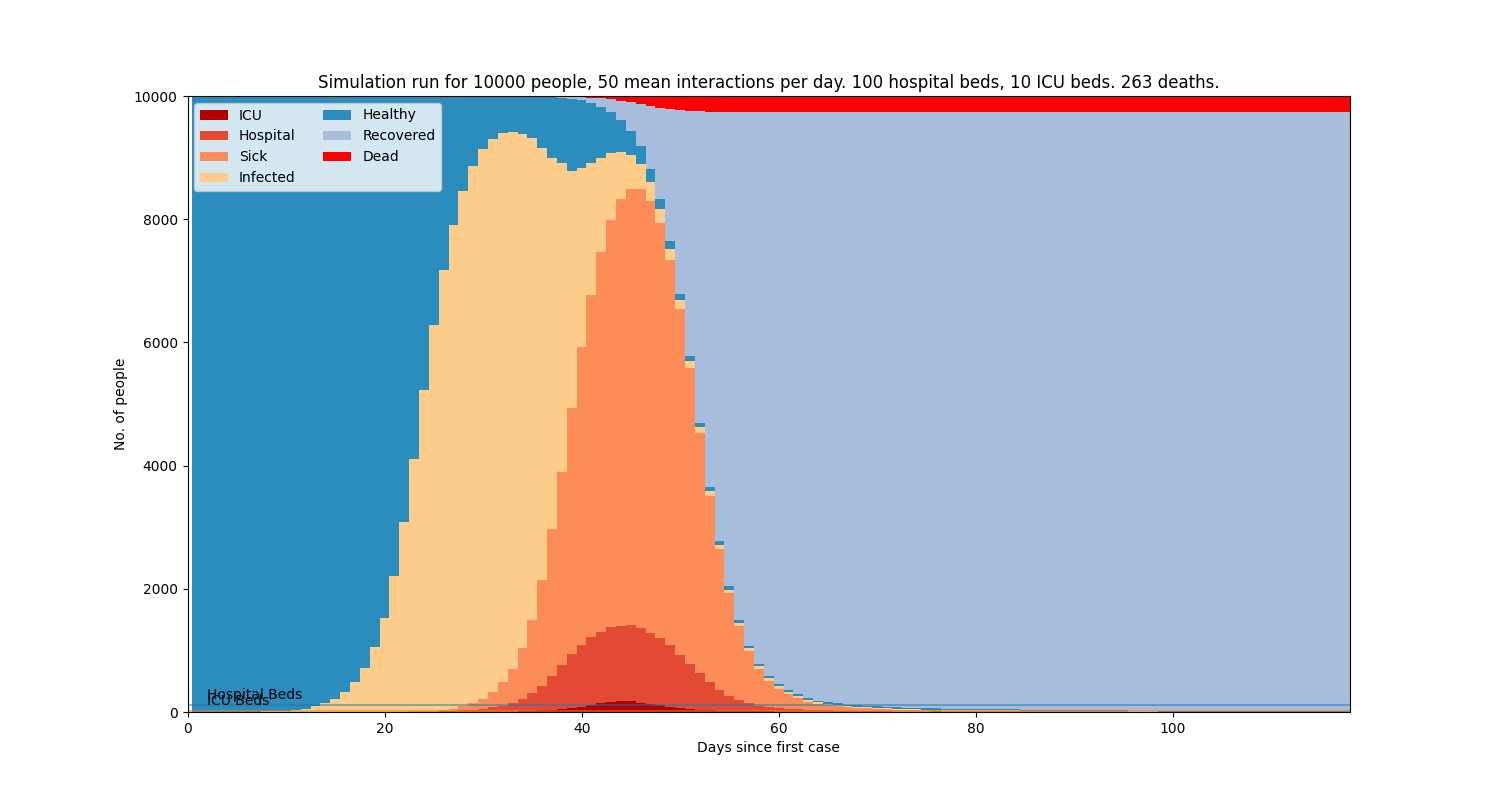 Simulation run for 10000 people, 50 mean interactions per day. 100 hospital beds, 10 ICU beds. 263 deaths.
10000
8000
6000
4000
2000
0
No. of people
ICU
Hospital
Sick
Infected
Healthy
Recovered
Dead
Hospital Beds
ICU Beds
0 20 40 60 80 100
Days since first case